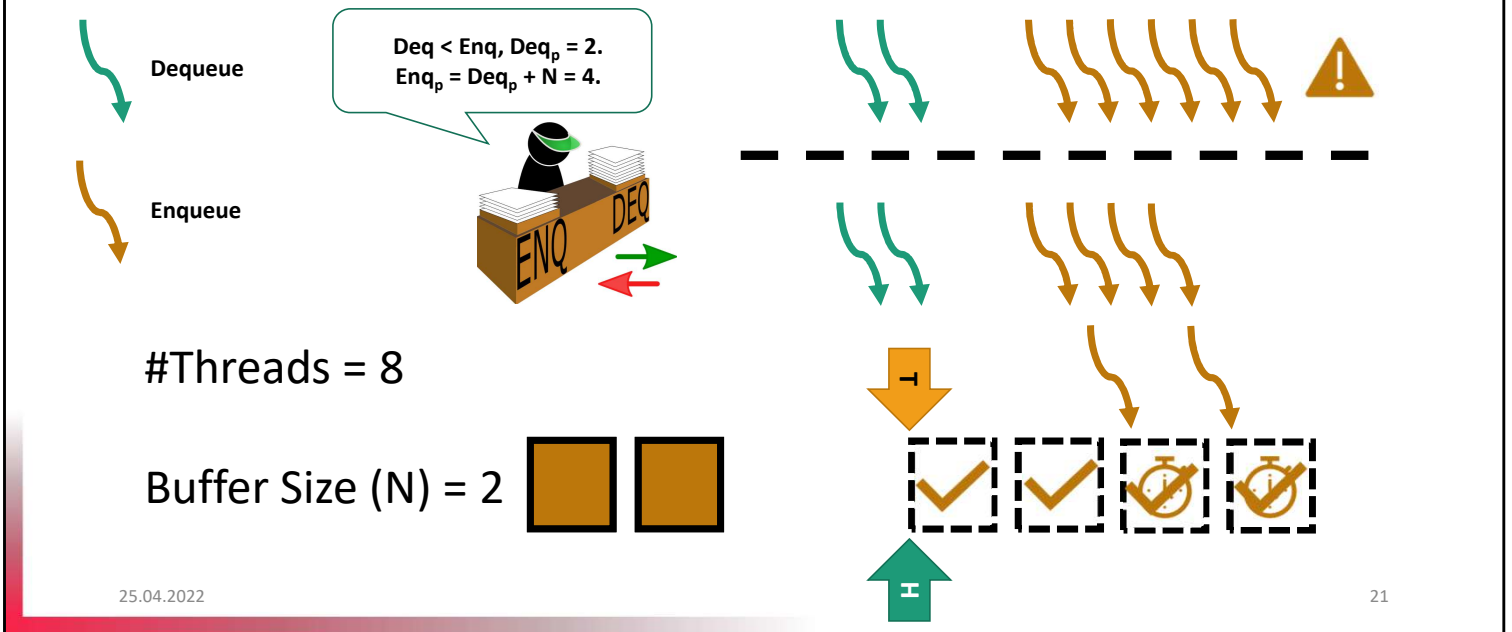 Dequeue
Deq < Enq, Deqp = 2.
Enqp = Deqp + N = 4.
Enqueue
ENQ
DEQ
#Threads = 8
T
Buffer Size (N) = 2
H
25.04.2022
21